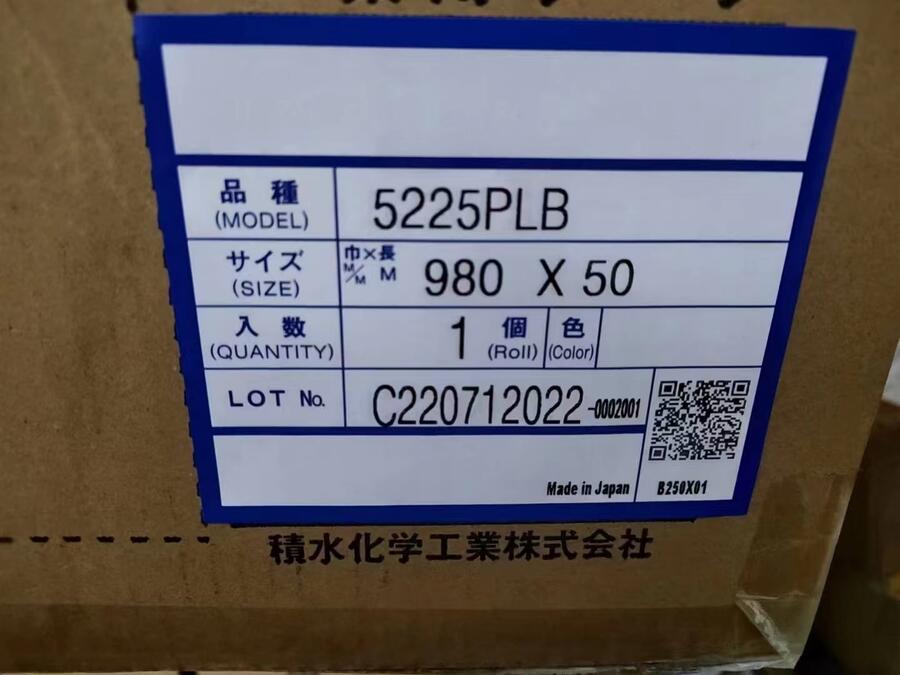 品種
(MODEL)
5225PLB
サイズ
(SIZE)
巾×長
M/M M
980 X 50
入数
(QUANTITY)
1
個
(Roll)
色
(Color)
LOT No.
C220712022-0002001
Made in Japan
B250X01
積水化学工業株式会社